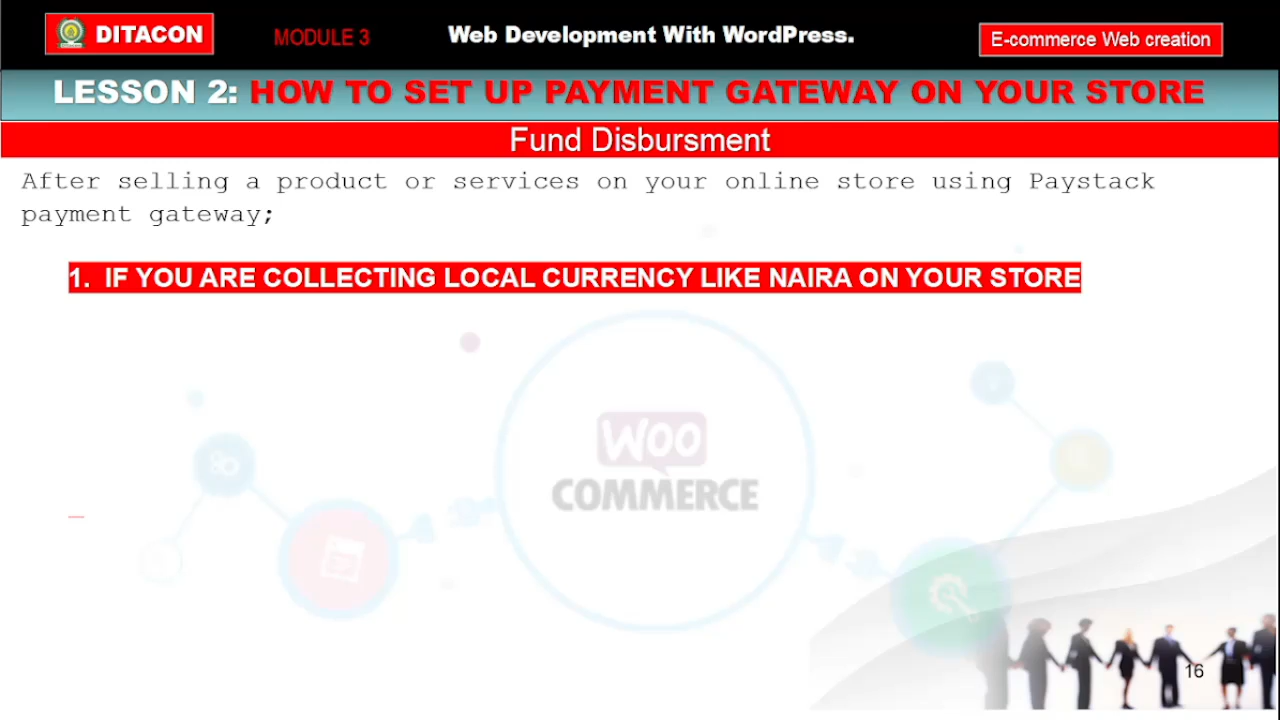 DITACON
MODULE 3
Web Development With WordPress.
E-commerce Web creation
LESSON 2: HOW TO SET UP PAYMENT GATEWAY ON YOUR STORE
Fund Disbursment
After selling a product or services on your online store using Paystack
payment gateway;
1. IF YOU ARE COLLECTING LOCAL CURRENCY LIKE NAIRA ON YOUR STORE
WOO
COMMERCE
16